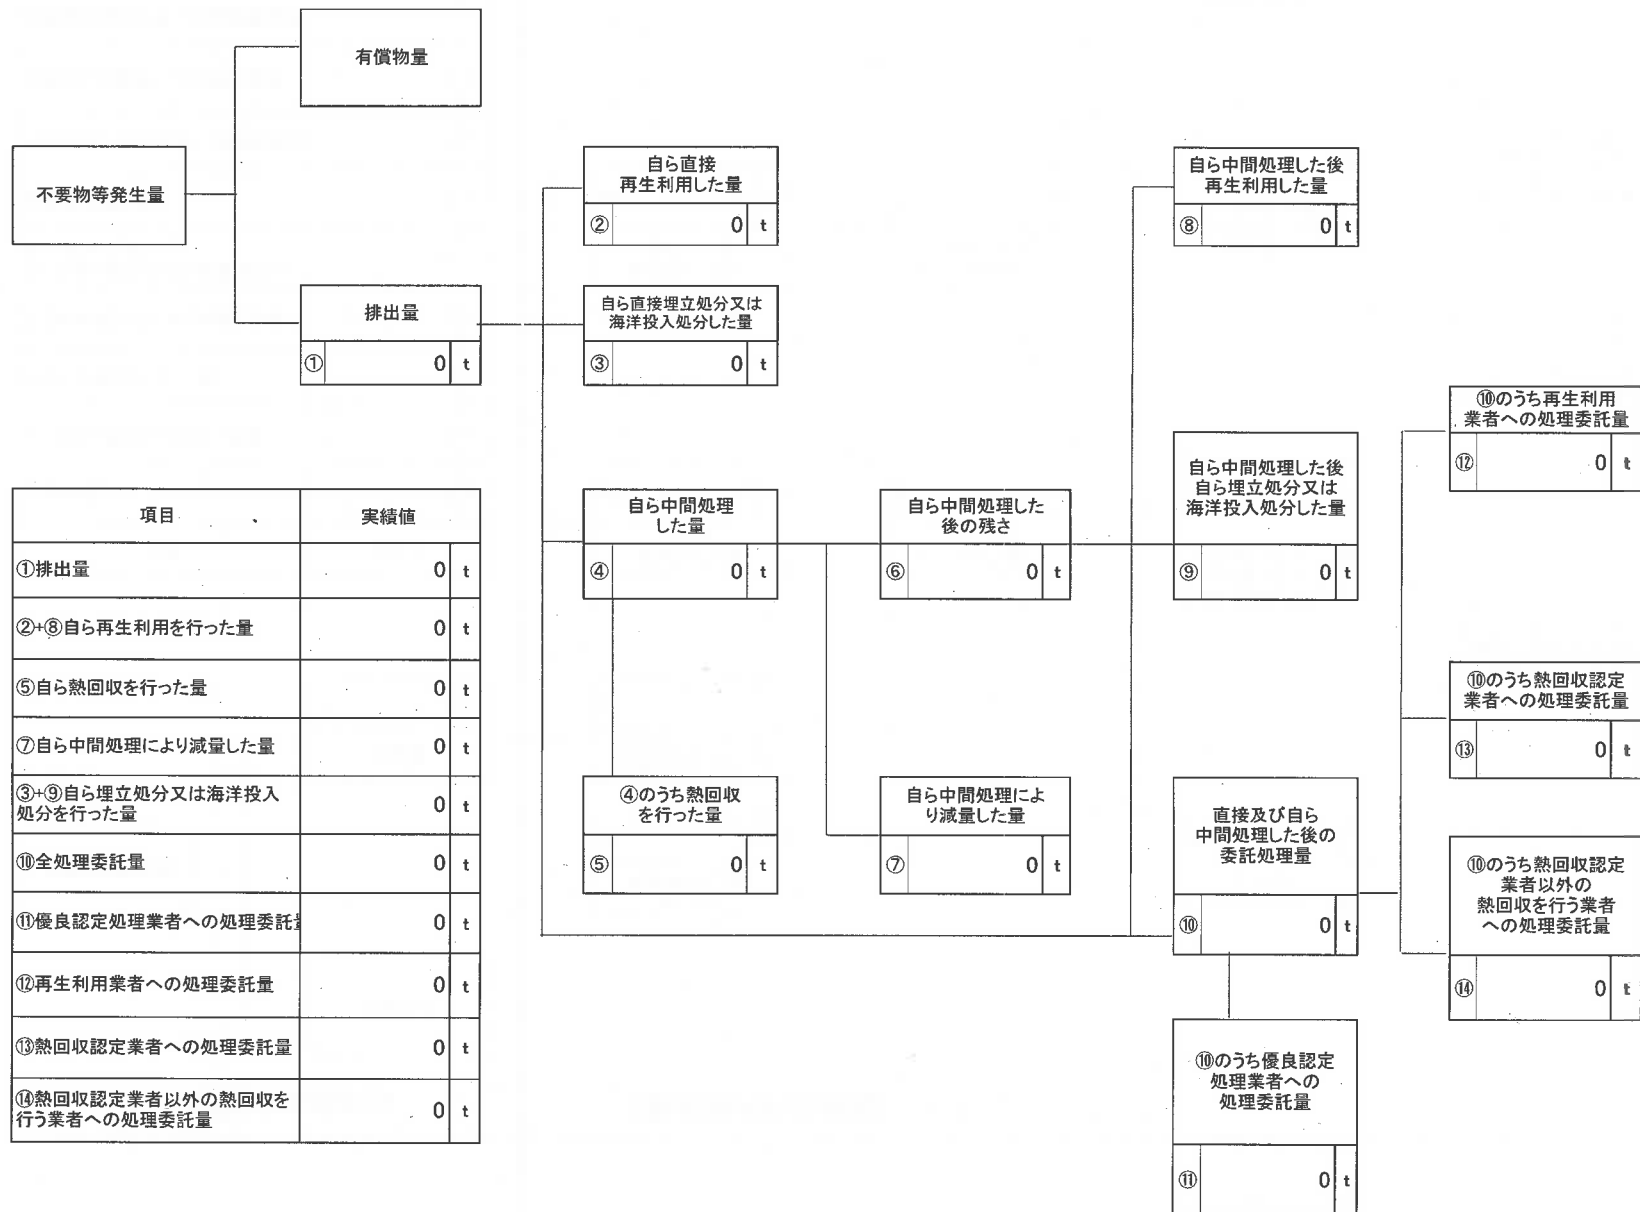 有償物量
不要物等発生量
排出量
① 0 t
自ら直接
再生利用した量
② 0 t
自ら直接埋立処分又は
海洋投入処分した量
③ 0 t
自ら中間処理
した量
④ 0 t
④のうち熱回収
を行った量
⑤ 0 t
自ら中間処理した
後の残さ
⑥ 0 t
自ら中間処理によ
り減量した量
⑦ 0 t
自ら中間処理した後
再生利用した量
⑧ 0 t
自ら中間処理した後
自ら埋立処分又は
海洋投入処分した量
⑨ 0 t
直接及び自ら
中間処理した後の
委託処理量
⑩ 0 t
⑩のうち優良認定
処理業者への
処理委託量
⑪ 0 t
⑩のうち再生利用
業者への処理委託量
⑫ 0 t
⑩のうち熱回収認定
業者への処理委託量
⑬ 0 t
⑩のうち熱回収認定
業者以外の
熱回収を行う業者
への処理委託量
⑭ 0 t
項目 実績値
①排出量 0 t
②+⑧自ら再生利用を行った量 0 t
⑤自ら熱回収を行った量 0 t
⑦自ら中間処理により減量した量 0 t
③+⑨自ら埋立処分又は海洋投入
処分を行った量 0 t
⑩全処理委託量 0 t
⑪優良認定処理業者への処理委託 0 t
⑫再生利用業者への処理委託量 0 t
⑬熱回収認定業者への処理委託量 0 t
⑭熱回収認定業者以外の熱回収を
行う業者への処理委託量 0 t